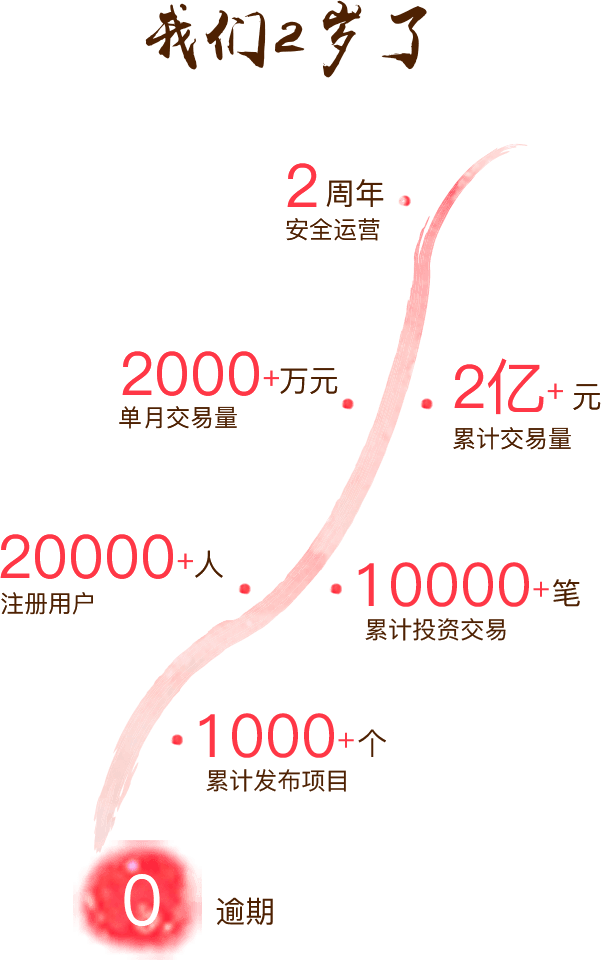 我们2岁了
2周年
安全运营
2000+万元
单月交易量
2亿+ 元
累计交易量
20000+人
注册用户
10000+笔
累计投资交易
1000+个
累计发布项目
0 逾期